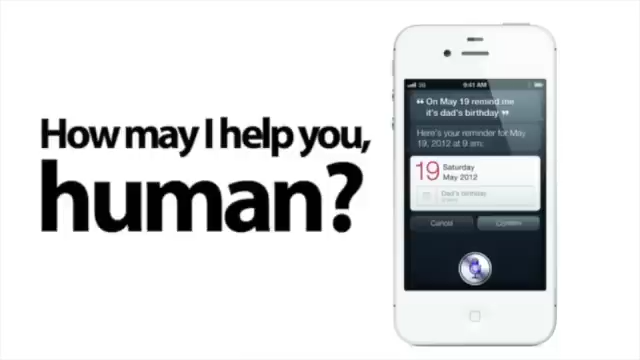 How may I help you,
human?
9:41 AM
“ On May 19 remind me
it's dad's birthday ”
Here's your reminder for May
19, 2012 at 9 am:
19
Saturday
May 2012
Dad's birthday
Cancel
Confirm